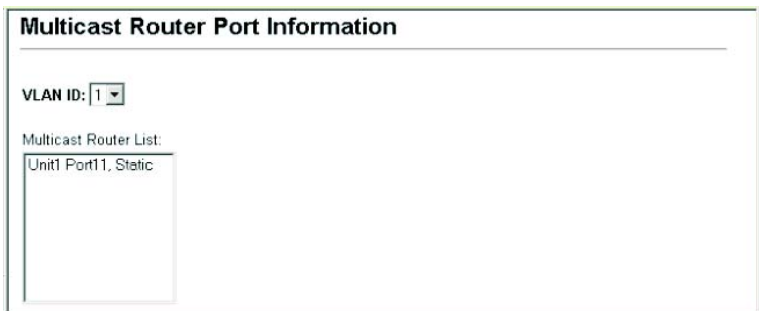 Multicast Router Port Information
VLAN ID: 1
Multicast Router List:
Unit1 Port11, Static